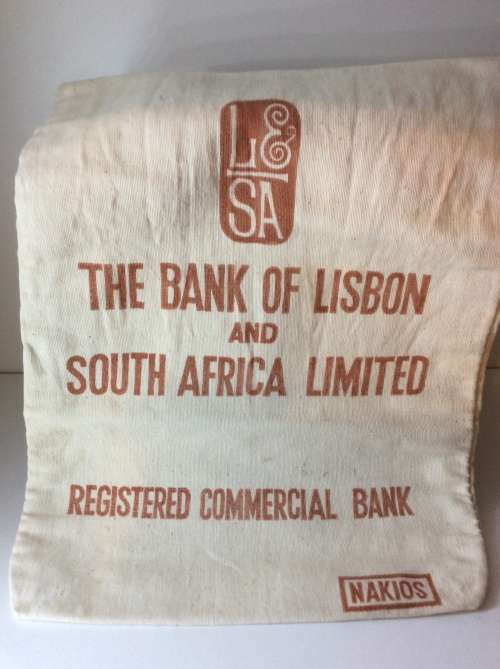 L&
SA
THE BANK OF LISBON
AND
SOUTH AFRICA LIMITED
REGISTERED COMMERCIAL BANK
NAKIOS